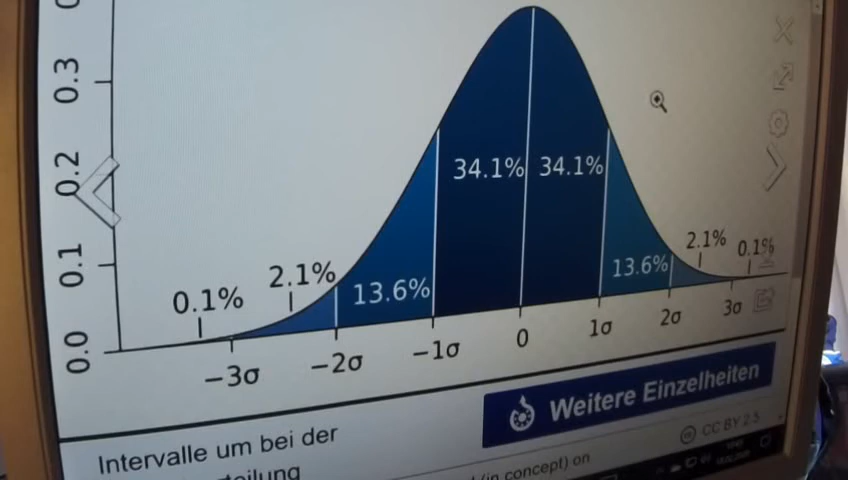 0.3
0.2
0.1
0.0
34.1% 34.1%
0.1% 2.1% 13.6% 13.6% 2.1% 0.1%
−3σ −2σ −1σ 0 1σ 2σ 3σ
Weitere Einzelheiten
Intervalle um bei der
CC BY 2.5
(in concept) on